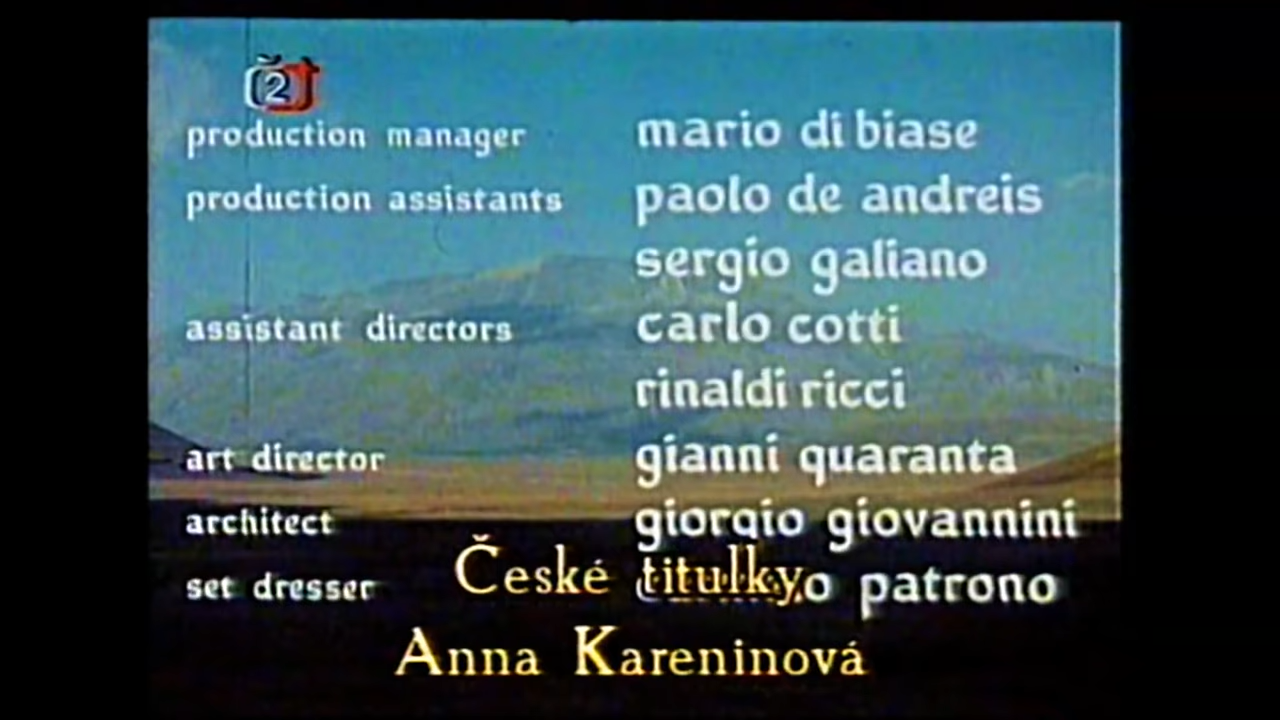 ČT2
production manager mario di biase
production assistants paolo de andreis
sergio galiano
assistant directors carlo cotti
rinaldi ricci
art director gianni quaranta
architect giorgio giovannini
set dresser patrono
České titulky
Anna Kareninová